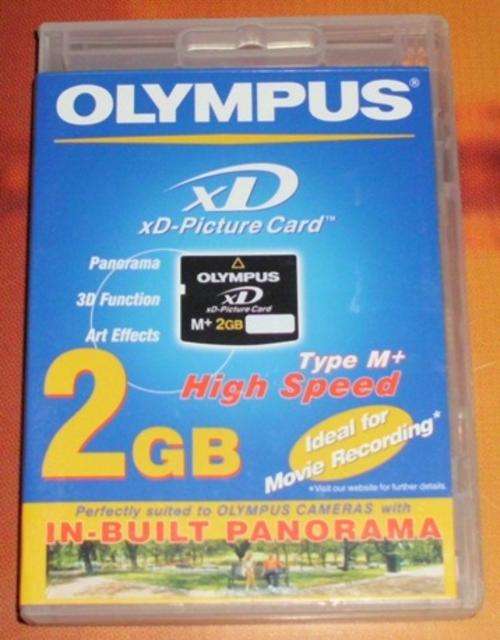 OLYMPUS®
xD
xD-Picture Card™
Panorama
3D Function
Art Effects
OLYMPUS
xD
xD-Picture Card
M+ 2GB
Type M+
High Speed
2GB
Ideal for
Movie Recording*
*Visit our website for further details.
Perfectly suited to OLYMPUS CAMERAS with
IN-BUILT PANORAMA